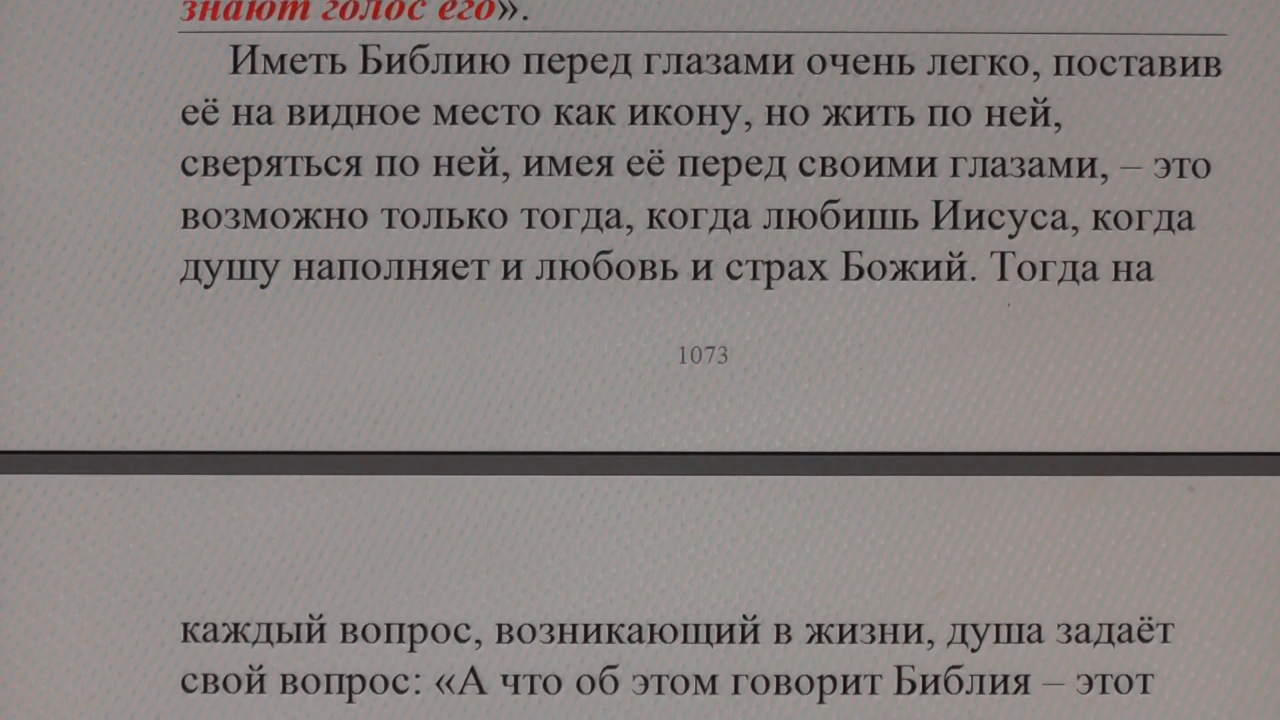 знают голос его».
Иметь Библию перед глазами очень легко, поставив
её на видное место как икону, но жить по ней,
сверяться по ней, имея её перед своими глазами, – это
возможно только тогда, когда любишь Иисуса, когда
душу наполняет и любовь и страх Божий. Тогда на
1073
каждый вопрос, возникающий в жизни, душа задаёт
свой вопрос: «А что об этом говорит Библия – этот